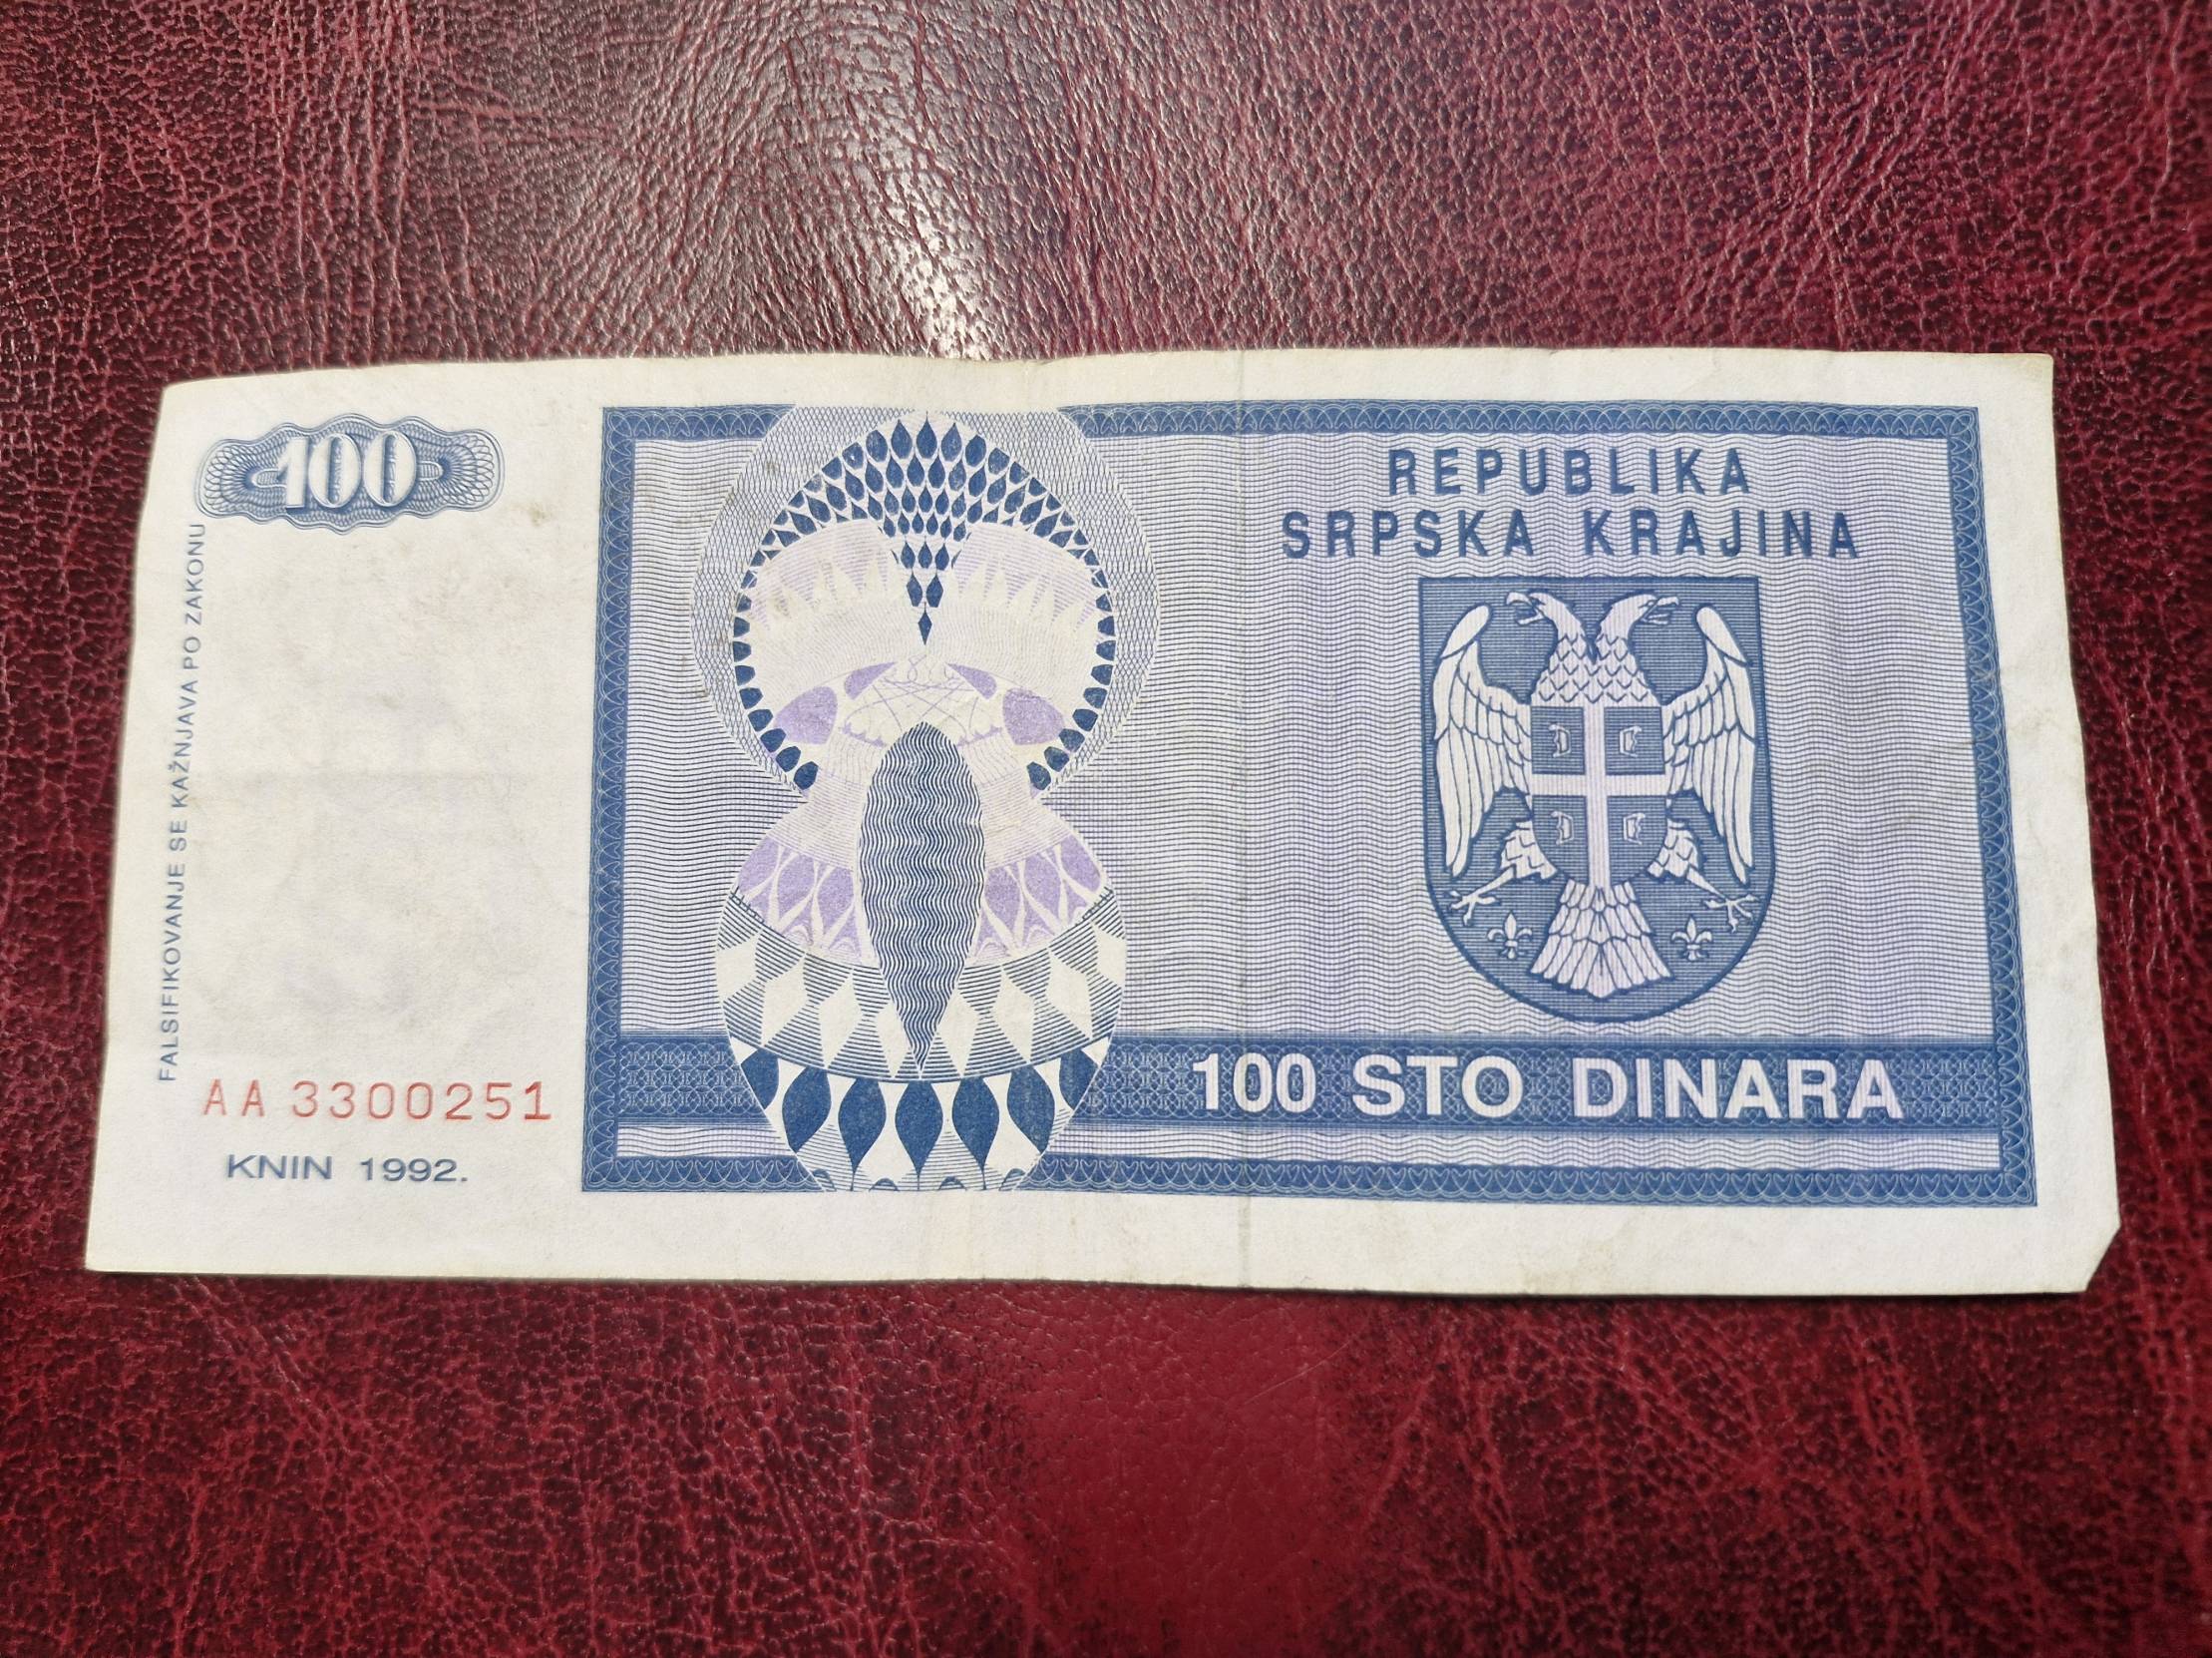 100
FALSIFIKOVANJE SE KAŽNJAVA PO ZAKONU
AA 3300251
KNIN 1992.
REPUBLIKA
SRPSKA KRAJINA
100 STO DINARA